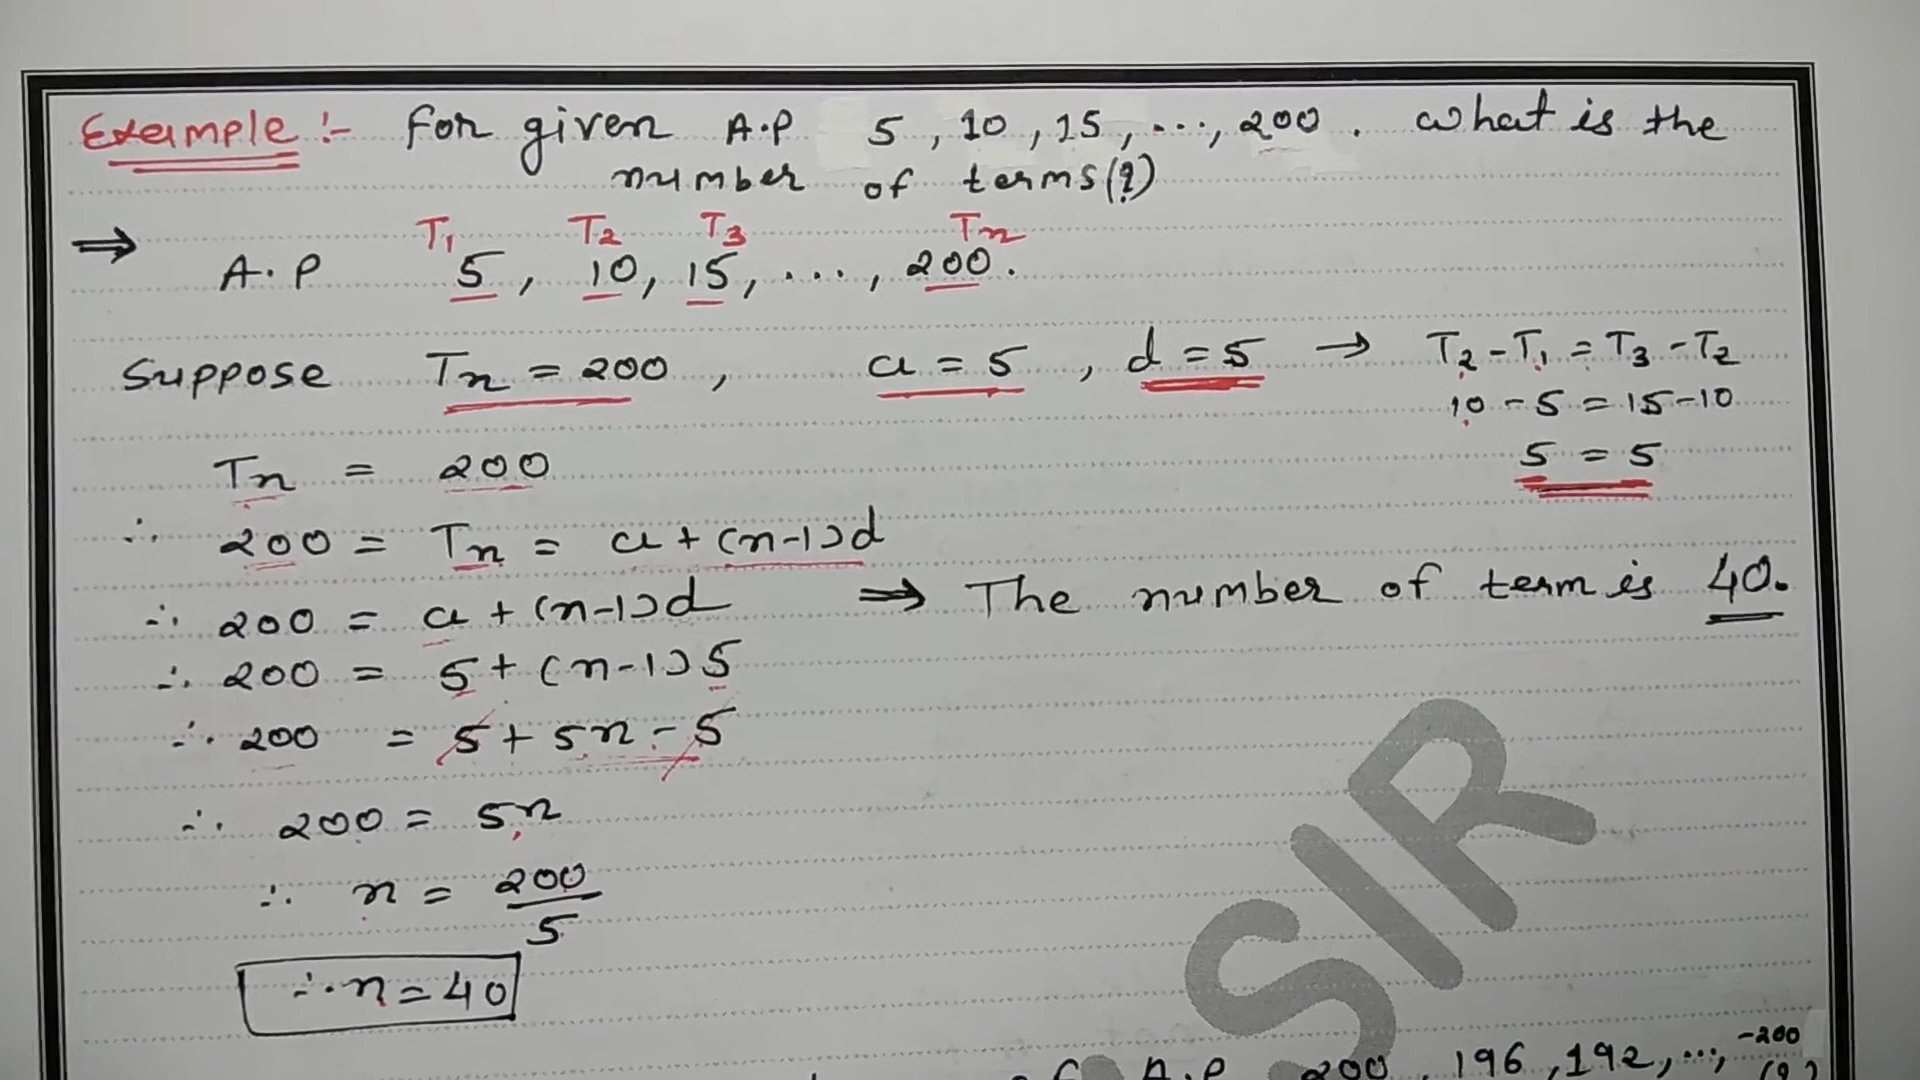 Example :- for given A.P 5, 10, 15, ..., 200. what is the
number of terms(?)
T1 T2 T3 Tn
⇒ A.P 5, 10, 15, ..., 200.
Suppose Tn = 200, a = 5, d = 5 → T2 - T1 = T3 - T2
10 - 5 = 15 - 10
5 = 5
Tn = 200
∴ 200 = Tn = a + (n-1)d
∴ 200 = a + (n-1)d ⇒ The number of term is 40.
∴ 200 = 5 + (n-1)5
∴ 200 = 5 + 5n - 5
∴ 200 = 5n
∴ n = 200/5
∴ n = 40
SIR
A.P 200, 196, 192, ..., -200
(?)